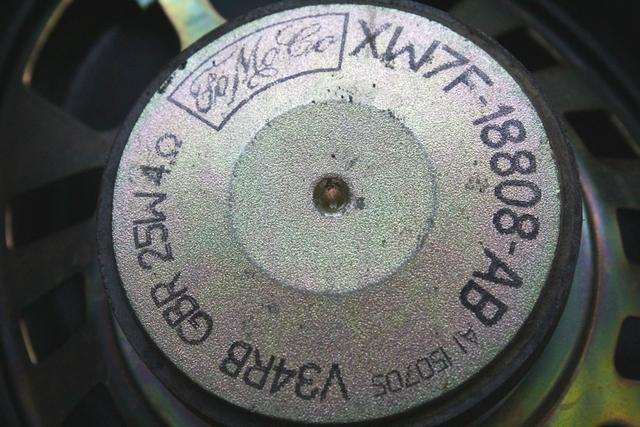 FoMoCo
XW7F-18808-AB
A1 150705
V34RB
GBR 25W 4Ω